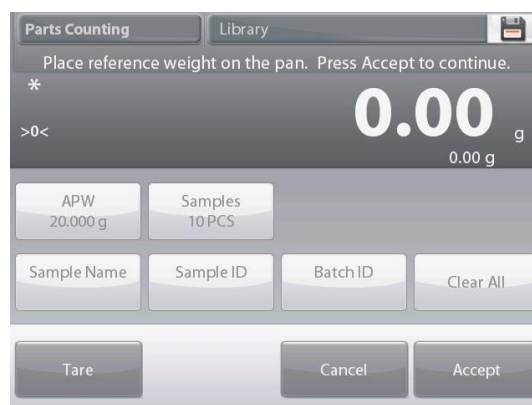 Parts Counting Library
Place reference weight on the pan. Press Accept to continue.
*
>0<
0.00 g
0.00 g
APW
20.000 g
Samples
10 PCS
Sample Name
Sample ID
Batch ID
Clear All
Tare
Cancel
Accept